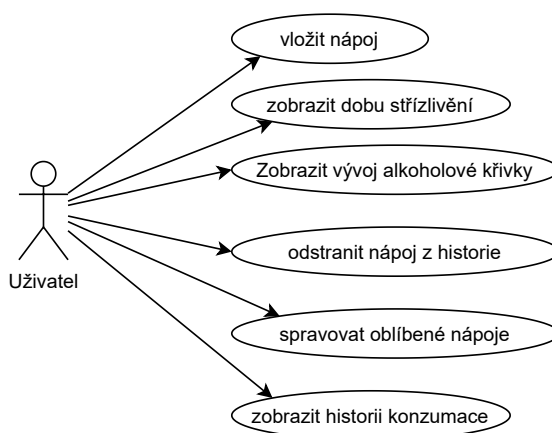 vložit nápoj
zobrazit dobu střízlivění
Zobrazit vývoj alkoholové křivky
odstranit nápoj z historie
Uživatel
spravovat oblíbené nápoje
zobrazit historii konzumace